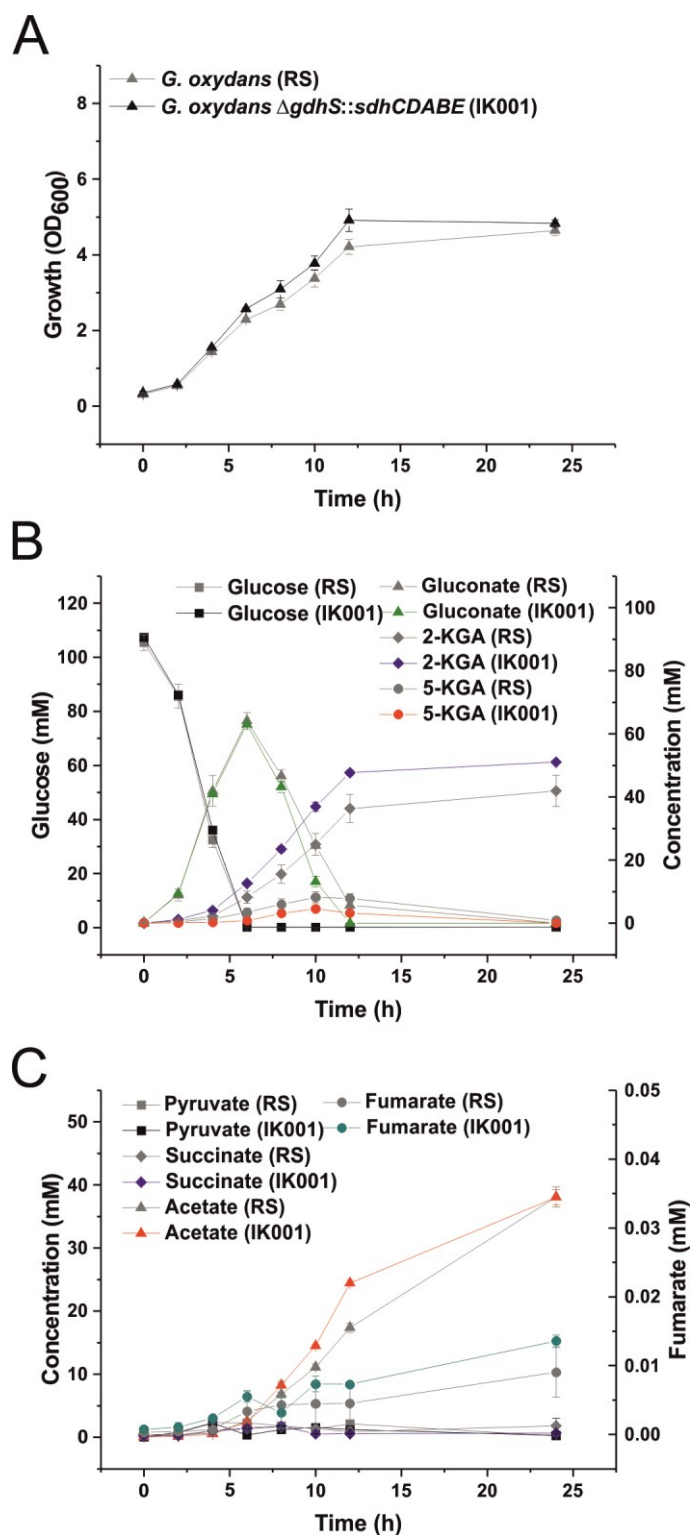 A
G. oxydans (RS)
G. oxydans ΔgdhS::sdhCDABE (IK001)
8
6
4
2
0
Growth (OD600)
0 5 10 15 20 25
Time (h)
B
Glucose (RS)
Glucose (IK001)
Gluconate (RS)
Gluconate (IK001)
2-KGA (RS)
2-KGA (IK001)
5-KGA (RS)
5-KGA (IK001)
120
100
80
60
40
20
0
Glucose (mM)
100
80
60
40
20
0
Concentration (mM)
0 5 10 15 20 25
Time (h)
C
Pyruvate (RS)
Pyruvate (IK001)
Succinate (RS)
Succinate (IK001)
Acetate (RS)
Acetate (IK001)
Fumarate (RS)
Fumarate (IK001)
50
40
30
20
10
0
Concentration (mM)
0.05
0.04
0.03
0.02
0.01
0.00
Fumarate (mM)
0 5 10 15 20 25
Time (h)